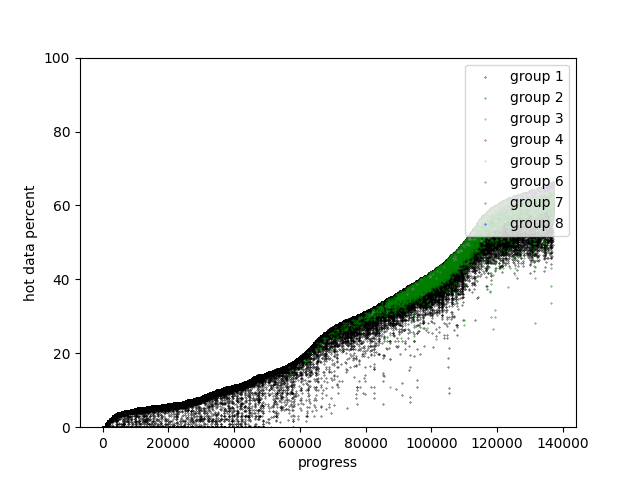 100
80
60
40
20
0
hot data percent
0 20000 40000 60000 80000 100000 120000 140000
progress
group 1
group 2
group 3
group 4
group 5
group 6
group 7
group 8